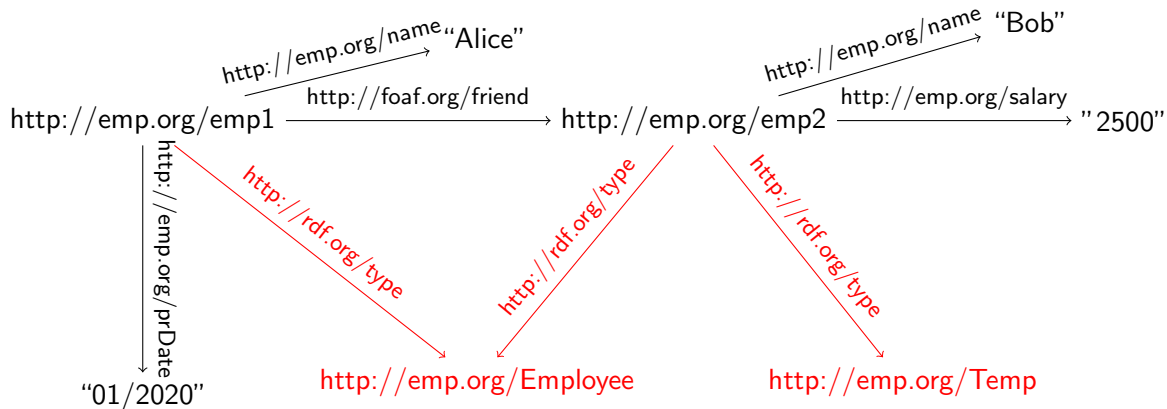 http://emp.org/name
“Alice”
http://emp.org/name
“Bob”
http://emp.org/emp1
http://foaf.org/friend
http://emp.org/emp2
http://emp.org/salary
”2500”
http://emp.org/prDate
http://rdf.org/type
http://rdf.org/type
http://rdf.org/type
“01/2020”
http://emp.org/Employee
http://emp.org/Temp